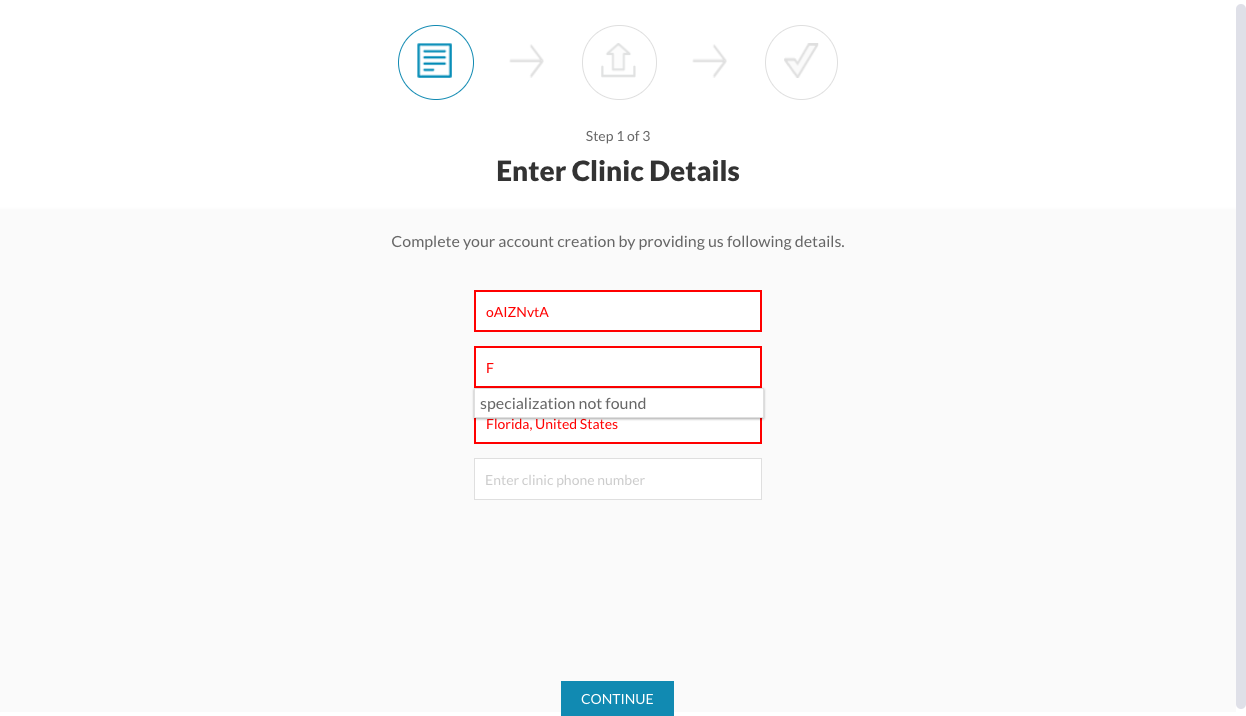 Step 1 of 3
Enter Clinic Details
Complete your account creation by providing us following details.
oAIZNvtA
F
specialization not found
Florida, United States
Enter clinic phone number
CONTINUE